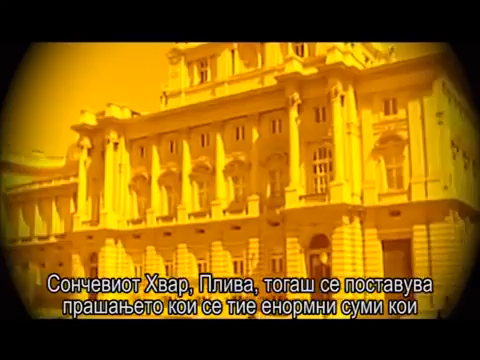 Сончевиот Хвар, Плива, тогаш се поставува
прашањето кои се тие енормни суми кои